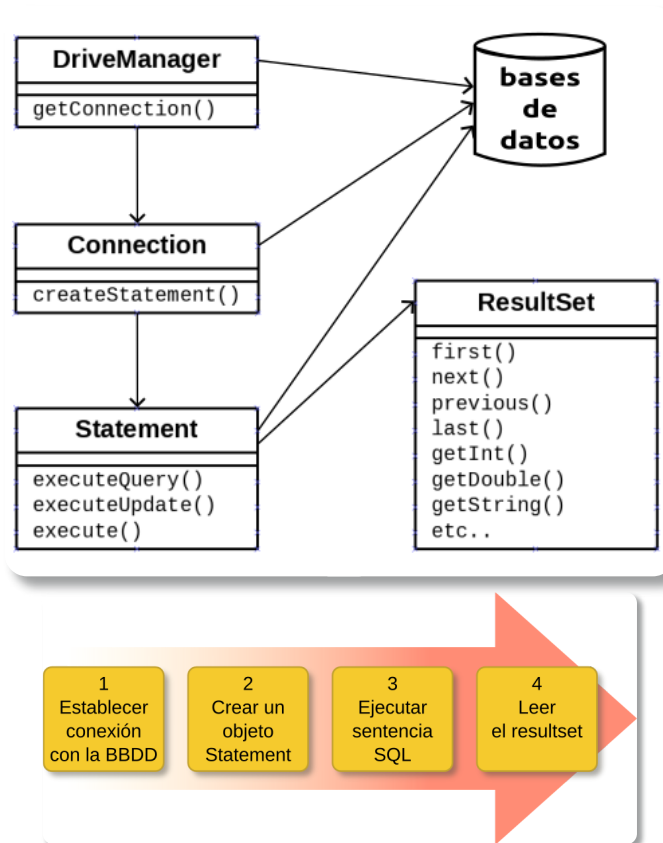 DriveManager
getConnection()
bases
de
datos
Connection
createStatement()
ResultSet
first()
next()
previous()
last()
getInt()
getDouble()
getString()
etc..
Statement
executeQuery()
executeUpdate()
execute()
1
Establecer
conexión
con la BBDD
2
Crear un
objeto
Statement
3
Ejecutar
sentencia
SQL
4
Leer
el resultset